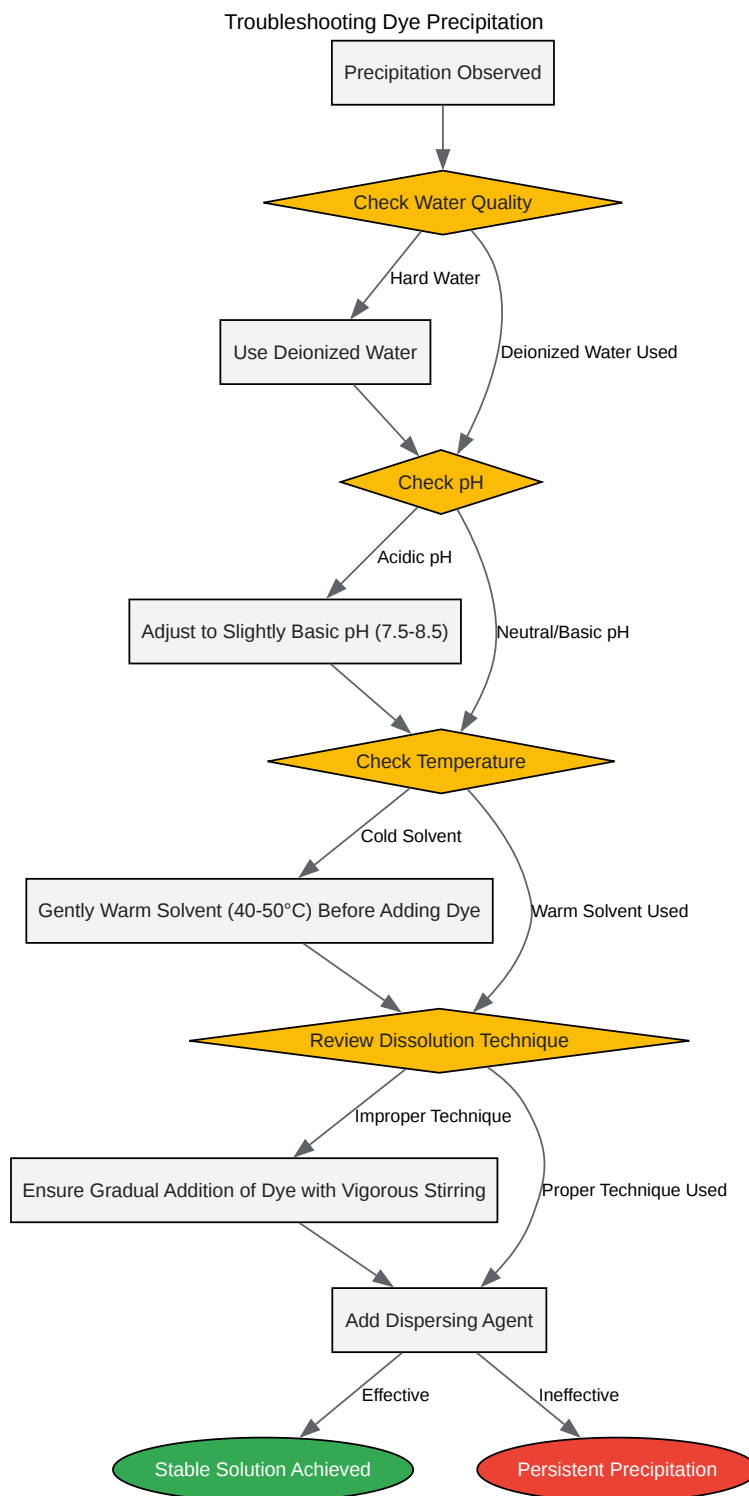 Troubleshooting Dye Precipitation
Precipitation Observed
Check Water Quality
Hard Water
Use Deionized Water
Deionized Water Used
Check pH
Acidic pH
Adjust to Slightly Basic pH (7.5-8.5)
Neutral/Basic pH
Check Temperature
Cold Solvent
Gently Warm Solvent (40-50°C) Before Adding Dye
Warm Solvent Used
Review Dissolution Technique
Improper Technique
Ensure Gradual Addition of Dye with Vigorous Stirring
Proper Technique Used
Add Dispersing Agent
Effective
Ineffective
Stable Solution Achieved
Persistent Precipitation